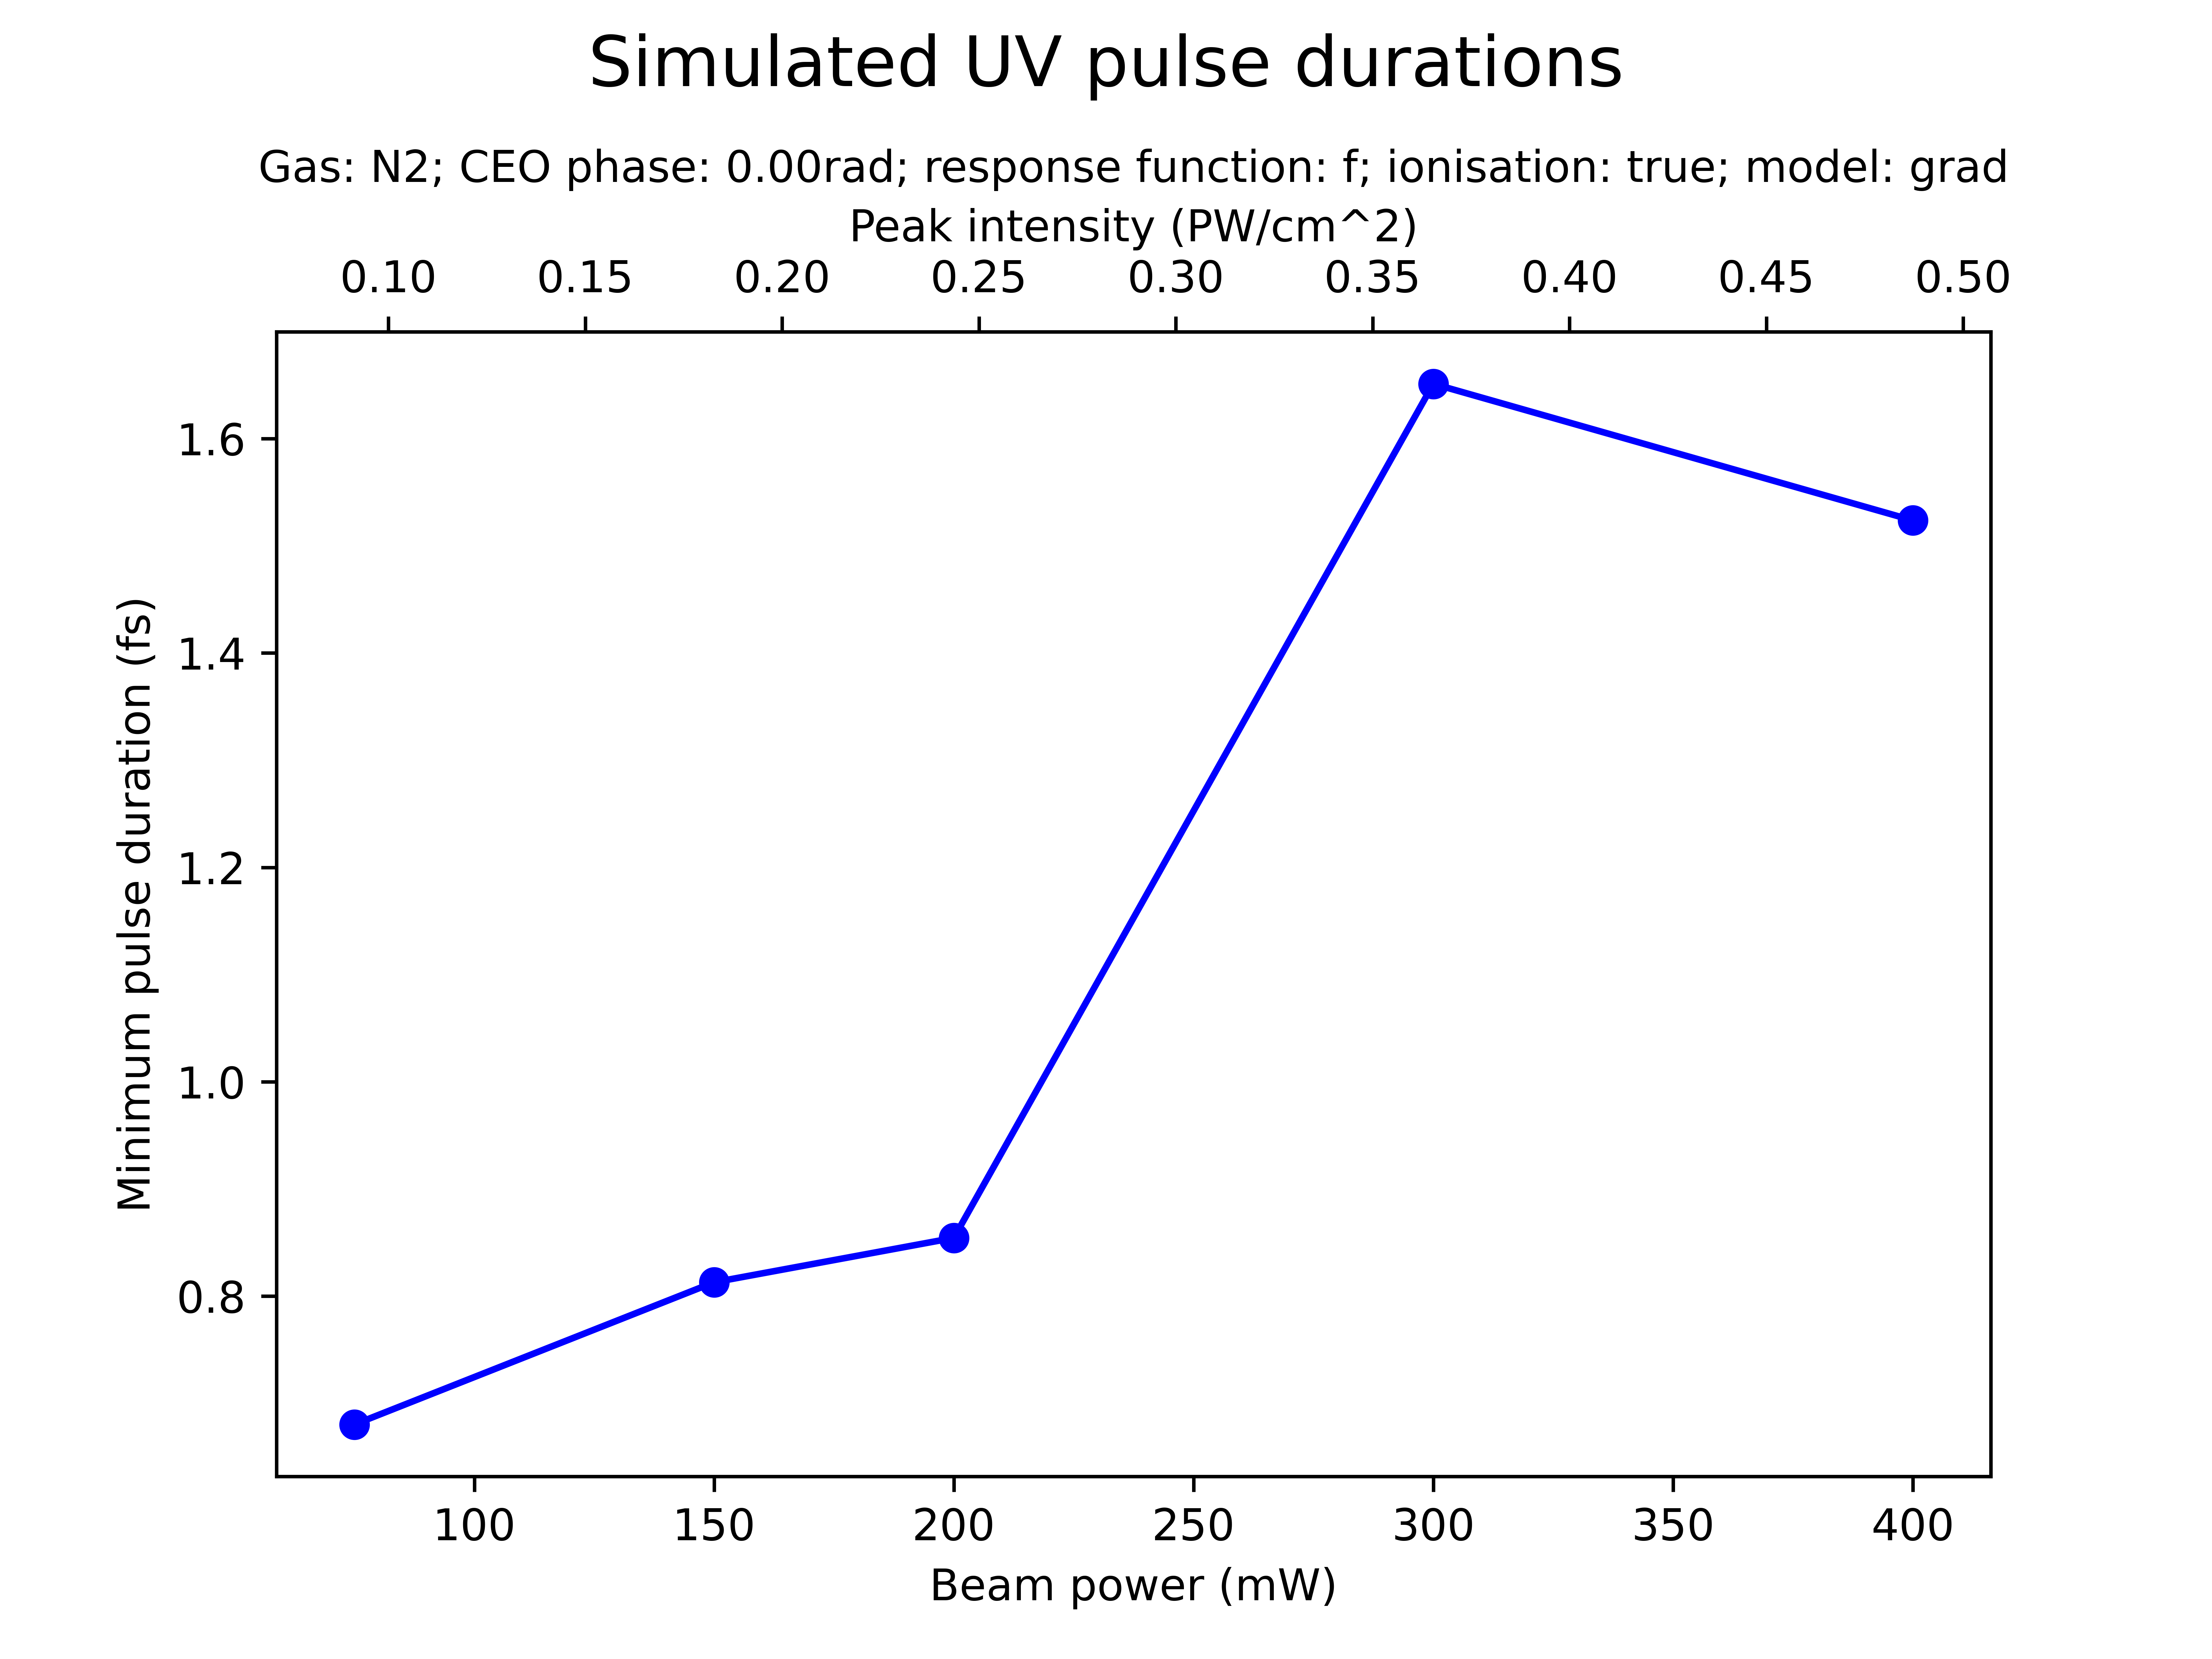 Simulated UV pulse durations
Gas: N2; CEO phase: 0.00rad; response function: f; ionisation: true; model: grad
Peak intensity (PW/cm^2)
0.10 0.15 0.20 0.25 0.30 0.35 0.40 0.45 0.50
Minimum pulse duration (fs)
1.6
1.4
1.2
1.0
0.8
100 150 200 250 300 350 400
Beam power (mW)